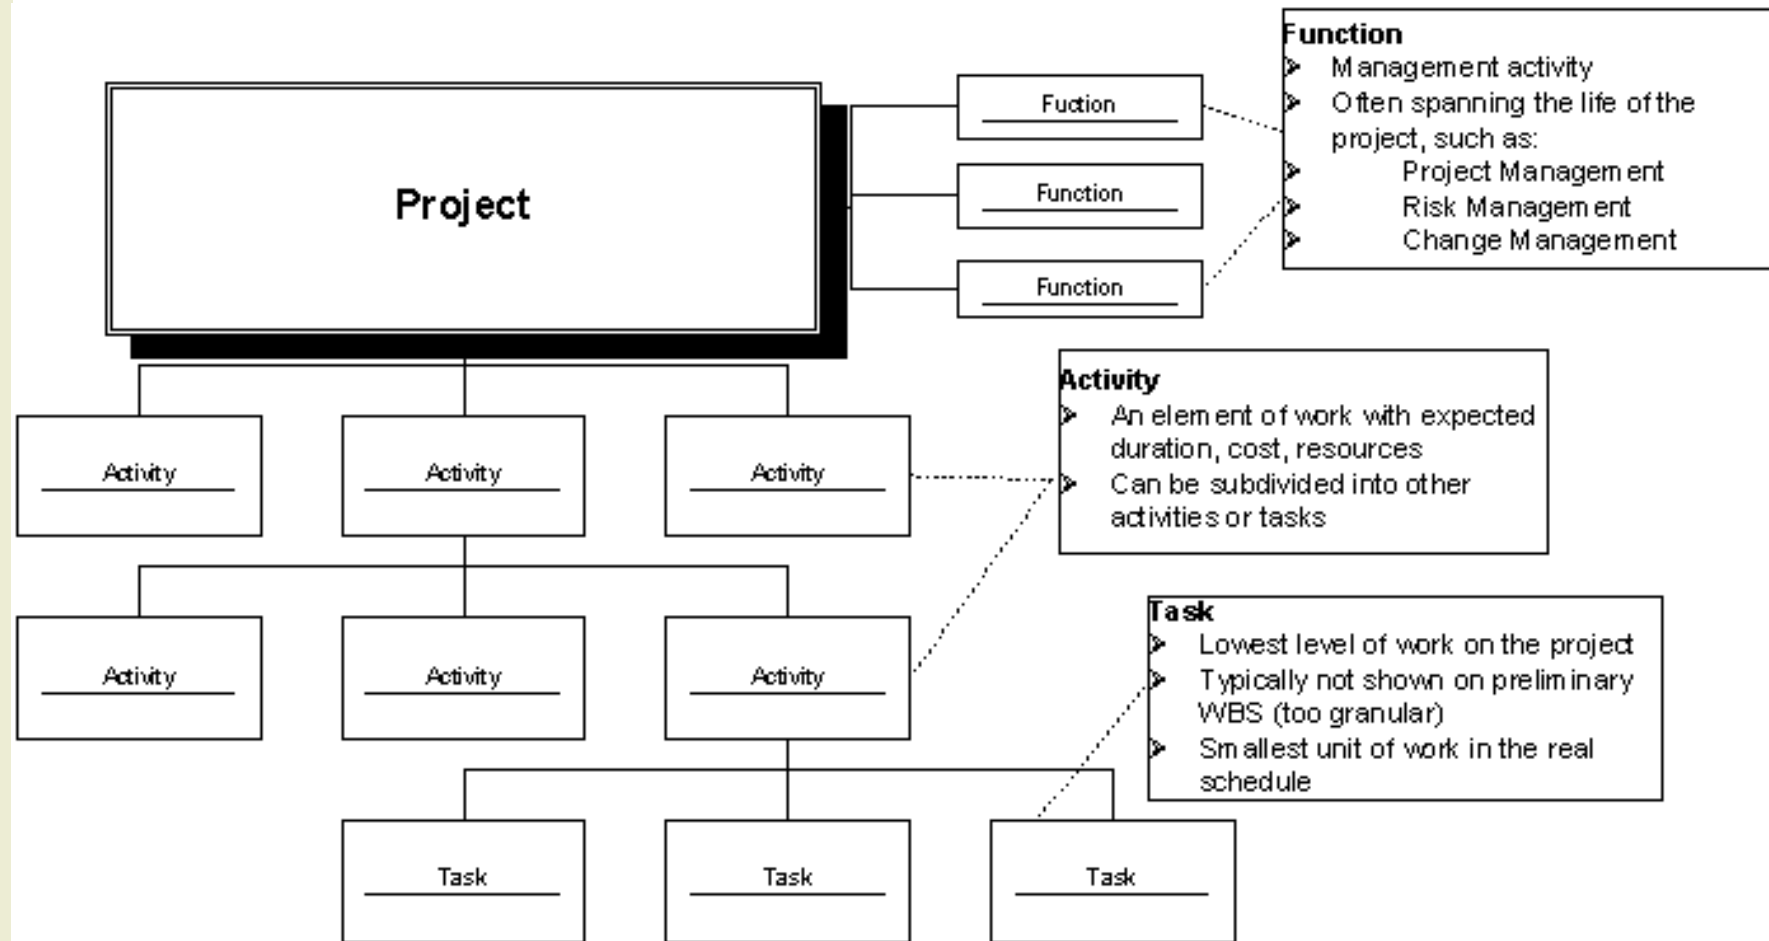 Project
Fuction
Function
Function
Function
Management activity
Often spanning the life of the
project, such as:
Project Management
Risk Management
Change Management
Activity
Activity
Activity
Activity
An element of work with expected
duration, cost, resources
Can be subdivided into other
activities or tasks
Activity
Activity
Activity
Task
Lowest level of work on the project
Typically not shown on preliminary
WBS (too granular)
Smallest unit of work in the real
schedule
Task
Task
Task